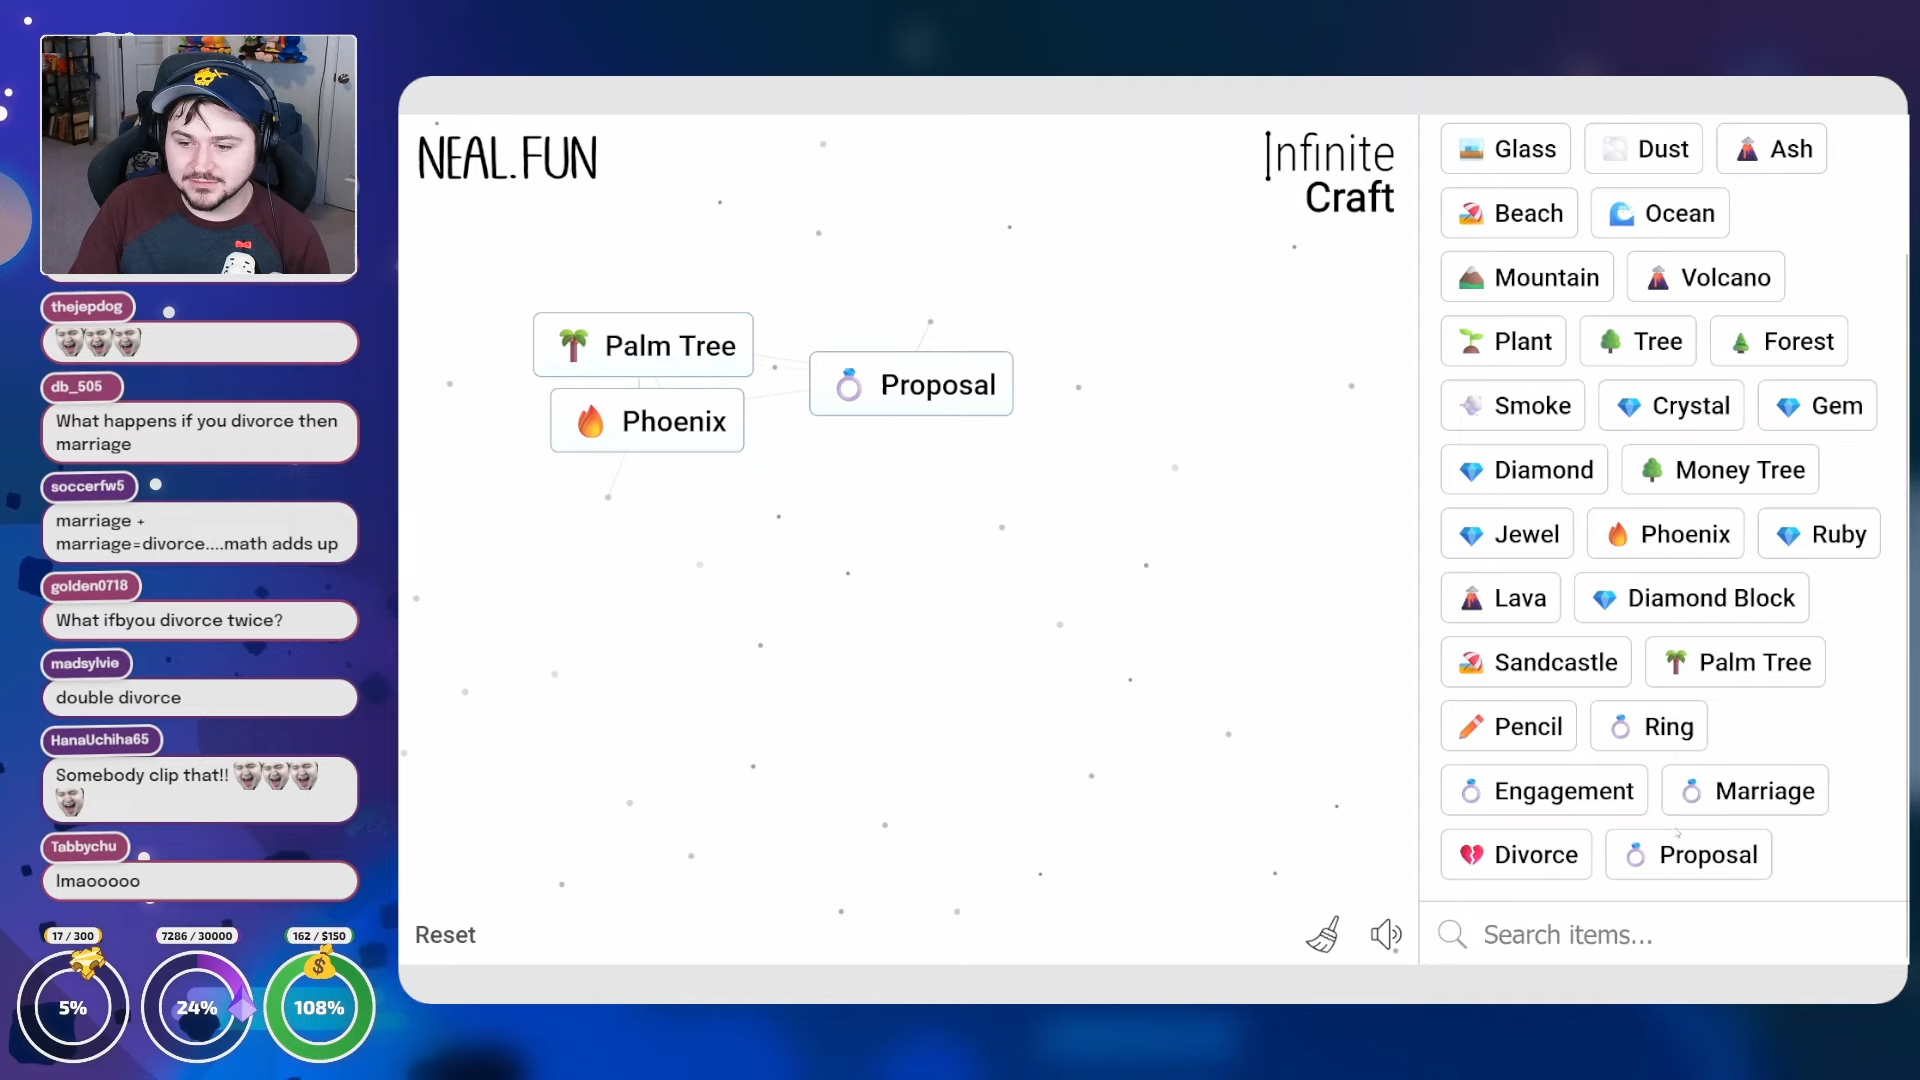 thejepdog
db_505
What happens if you divorce then
marriage
soccerfw5
marriage +
marriage=divorce....math adds up
golden0718
What ifbyou divorce twice?
madsylvie
double divorce
HanaUchiha65
Somebody clip that!!
Tabbychu
lmaooooo
17 / 300
7286 / 30000
162 / $150
5%
24%
108%
NEAL.FUN
Infinite
Craft
Palm Tree
Proposal
Phoenix
Reset
Glass Dust Ash
Beach Ocean
Mountain Volcano
Plant Tree Forest
Smoke Crystal Gem
Diamond Money Tree
Jewel Phoenix Ruby
Lava Diamond Block
Sandcastle Palm Tree
Pencil Ring
Engagement Marriage
Divorce Proposal
Search items...